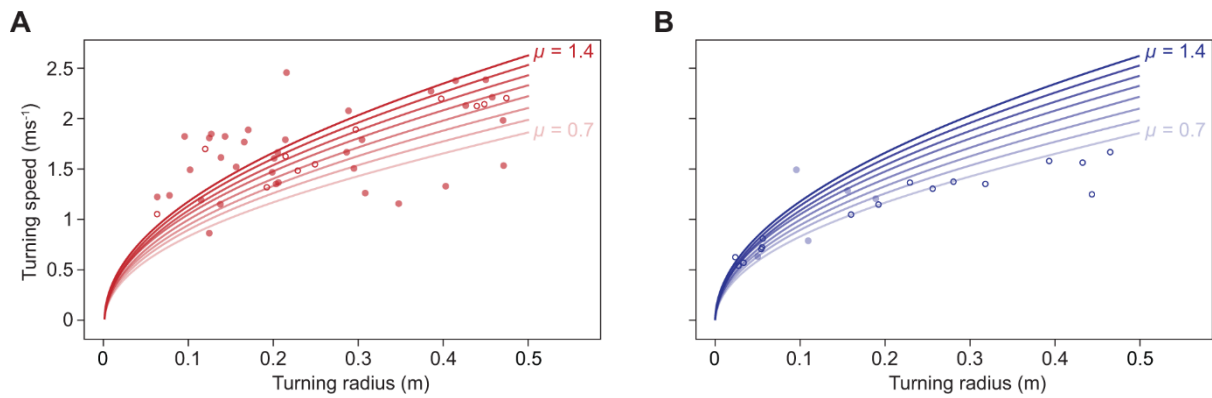 A
B
Turning speed (ms⁻¹)
2.5
2
1.5
1
0.5
0
μ = 1.4
μ = 0.7
μ = 1.4
μ = 0.7
0 0.1 0.2 0.3 0.4 0.5
0 0.1 0.2 0.3 0.4 0.5
Turning radius (m)
Turning radius (m)